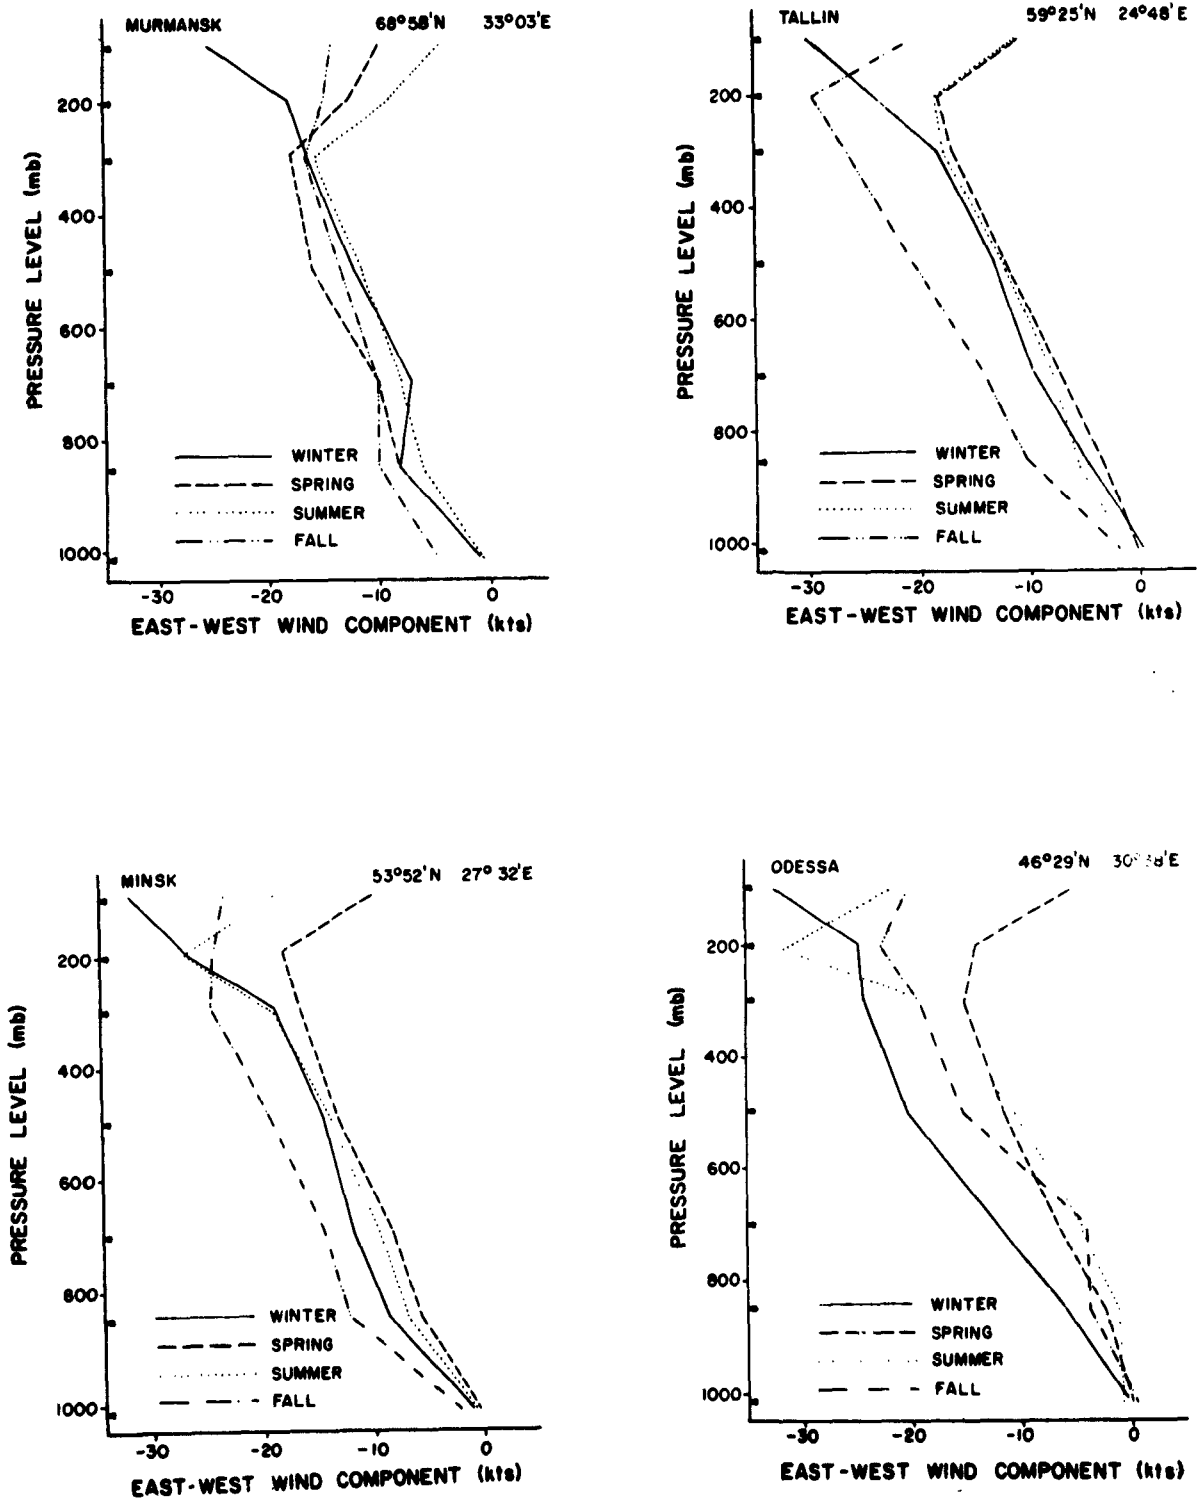 MURMANSK 68°58'N 33°03'E
PRESSURE LEVEL (mb)
200
400
600
800
1000
WINTER
SPRING
SUMMER
FALL
-30 -20 -10 0
EAST-WEST WIND COMPONENT (kts)
TALLIN 59°25'N 24°48'E
PRESSURE LEVEL (mb)
200
400
600
800
1000
WINTER
SPRING
SUMMER
FALL
-30 -20 -10 0
EAST-WEST WIND COMPONENT (kts)
MINSK 53°52'N 27°32'E
PRESSURE LEVEL (mb)
200
400
600
800
1000
WINTER
SPRING
SUMMER
FALL
-30 -20 -10 0
EAST-WEST WIND COMPONENT (kts)
ODESSA 46°29'N
PRESSURE LEVEL (mb)
200
400
600
800
1000
WINTER
SPRING
SUMMER
FALL
-30 -20 -10 0
EAST-WEST WIND COMPONENT (kts)